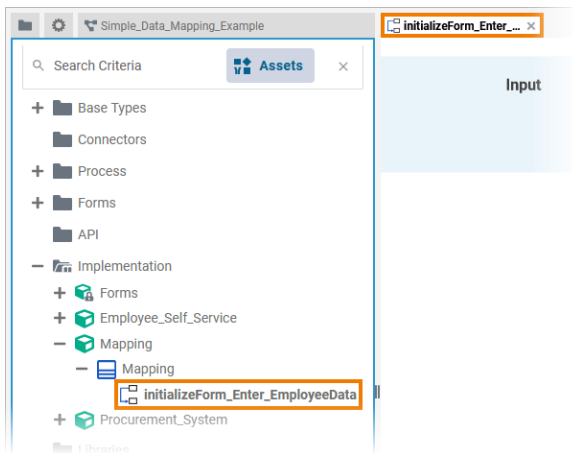 Simple_Data_Mapping_Example
initializeForm_Enter_... ×
Search Criteria
Assets
Input
Base Types
Connectors
Process
Forms
API
Implementation
Forms
Employee_Self_Service
Mapping
Mapping
initializeForm_Enter_EmployeeData
Procurement_System
Libraries